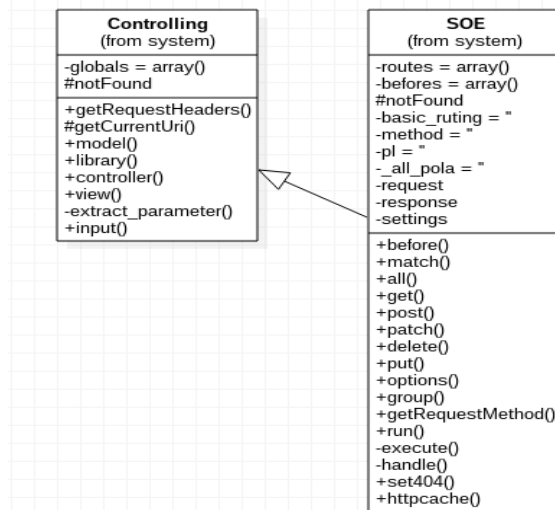 Controlling
(from system)
-globals = array()
#notFound
+getRequestHeaders()
#getCurrentUri()
+model()
+library()
+controller()
+view()
-extract_parameter()
+input()
SOE
(from system)
-routes = array()
-befores = array()
#notFound
-basic_ruting = ''
-method = ''
-pl = ''
-_all_pola = ''
-request
-response
-settings
+before()
+match()
+all()
+get()
+post()
+patch()
+delete()
+put()
+options()
+group()
+getRequestMethod()
+run()
-execute()
-handle()
+set404()
+httpcache()